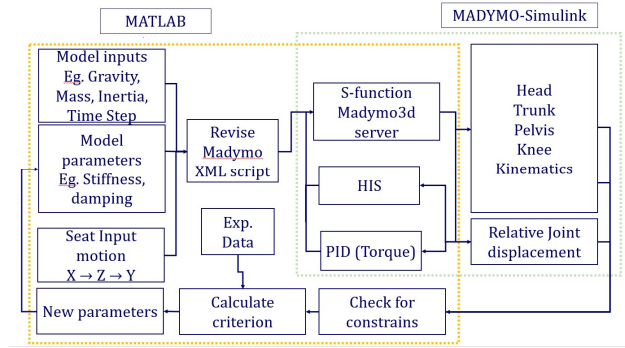 MATLAB
MADYMO-Simulink
Model inputs
Eg. Gravity,
Mass, Inertia,
Time Step
Model
parameters
Eg. Stiffness,
damping
Seat Input
motion
X → Z → Y
New parameters
Revise
Madymo
XML script
Exp.
Data
Calculate
criterion
S-function
Madymo3d
server
HIS
PID (Torque)
Check for
constrains
Head
Trunk
Pelvis
Knee
Kinematics
Relative Joint
displacement